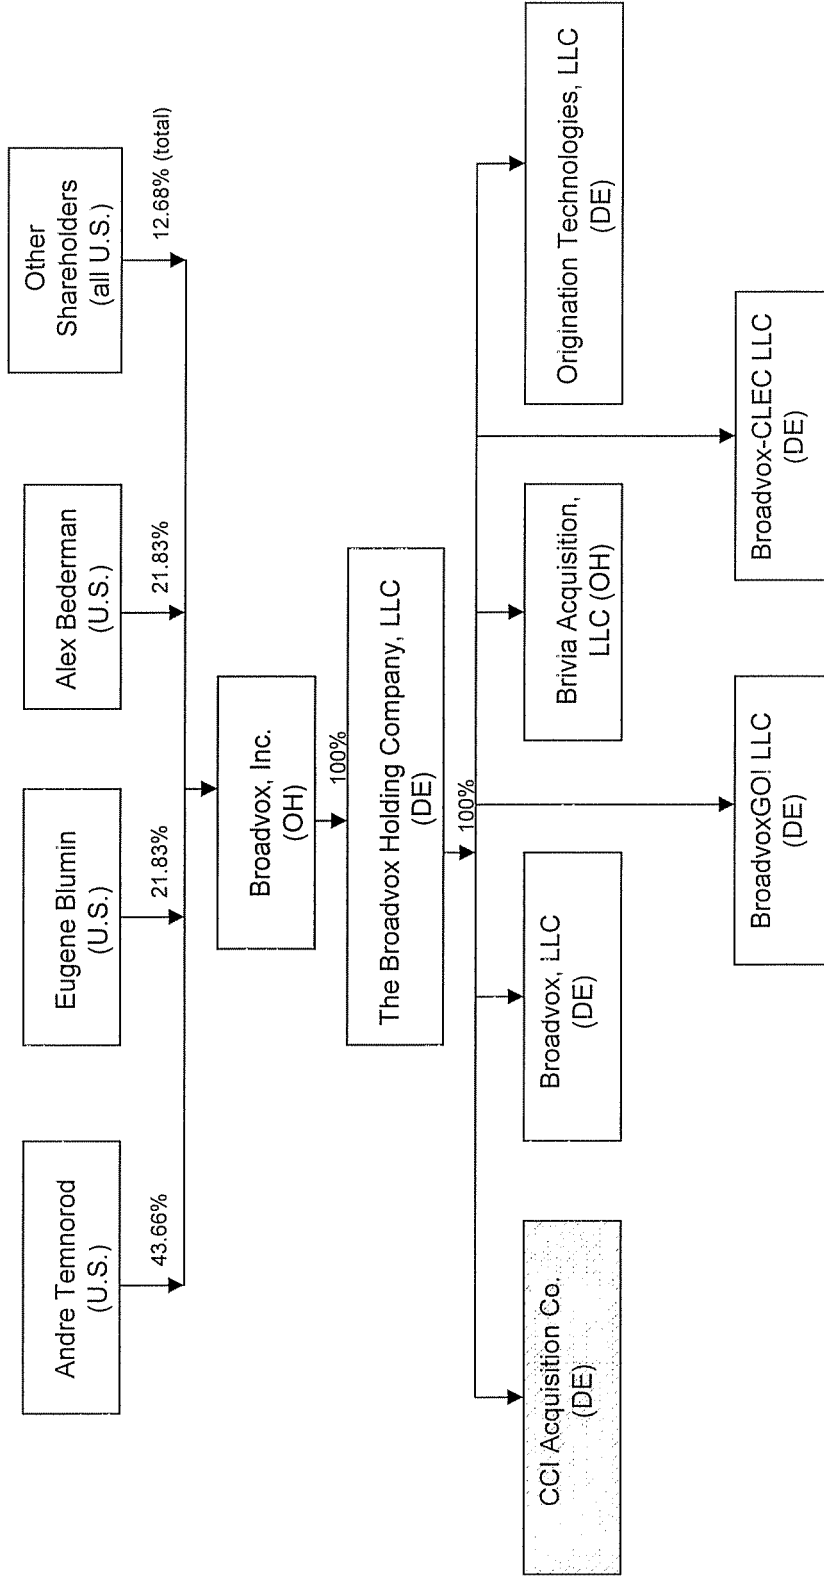 Andre Temnorod
(U.S.)
43.66%
Eugene Blumin
(U.S.)
21.83%
Alex Bederman
(U.S.)
21.83%
Other
Shareholders
(all U.S.)
12.68% (total)
Broadvox, Inc.
(OH)
100%
The Broadvox Holding Company, LLC
(DE)
100%
CCI Acquisition Co.
(DE)
Broadvox, LLC
(DE)
Brivia Acquisition,
LLC (OH)
Origination Technologies, LLC
(DE)
BroadvoxGO! LLC
(DE)
Broadvox-CLEC LLC
(DE)